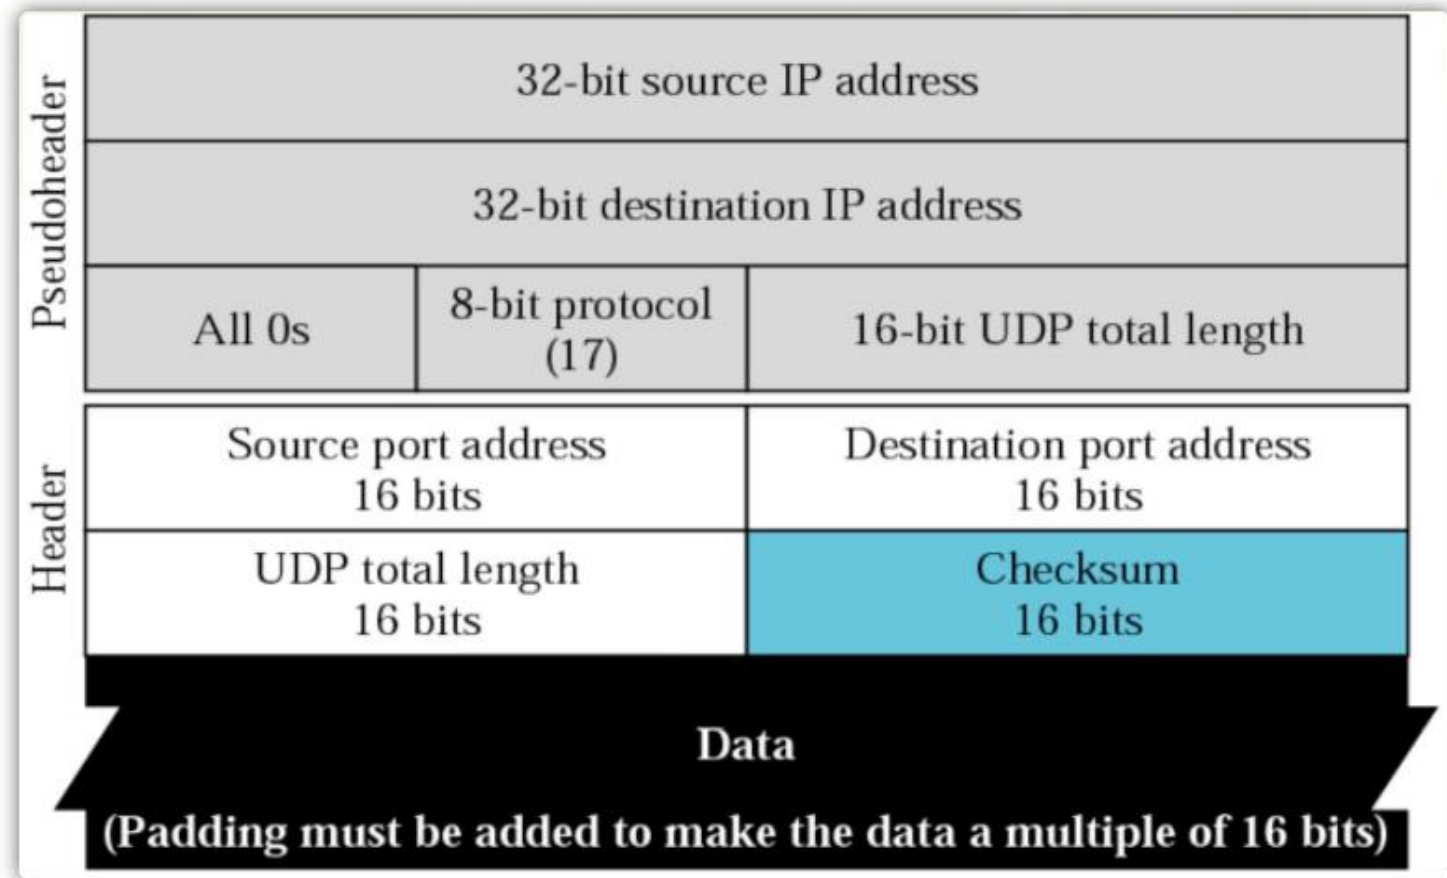 Pseudoheader
32-bit source IP address
32-bit destination IP address
All 0s
8-bit protocol
(17)
16-bit UDP total length
Header
Source port address
16 bits
Destination port address
16 bits
UDP total length
16 bits
Checksum
16 bits
Data
(Padding must be added to make the data a multiple of 16 bits)